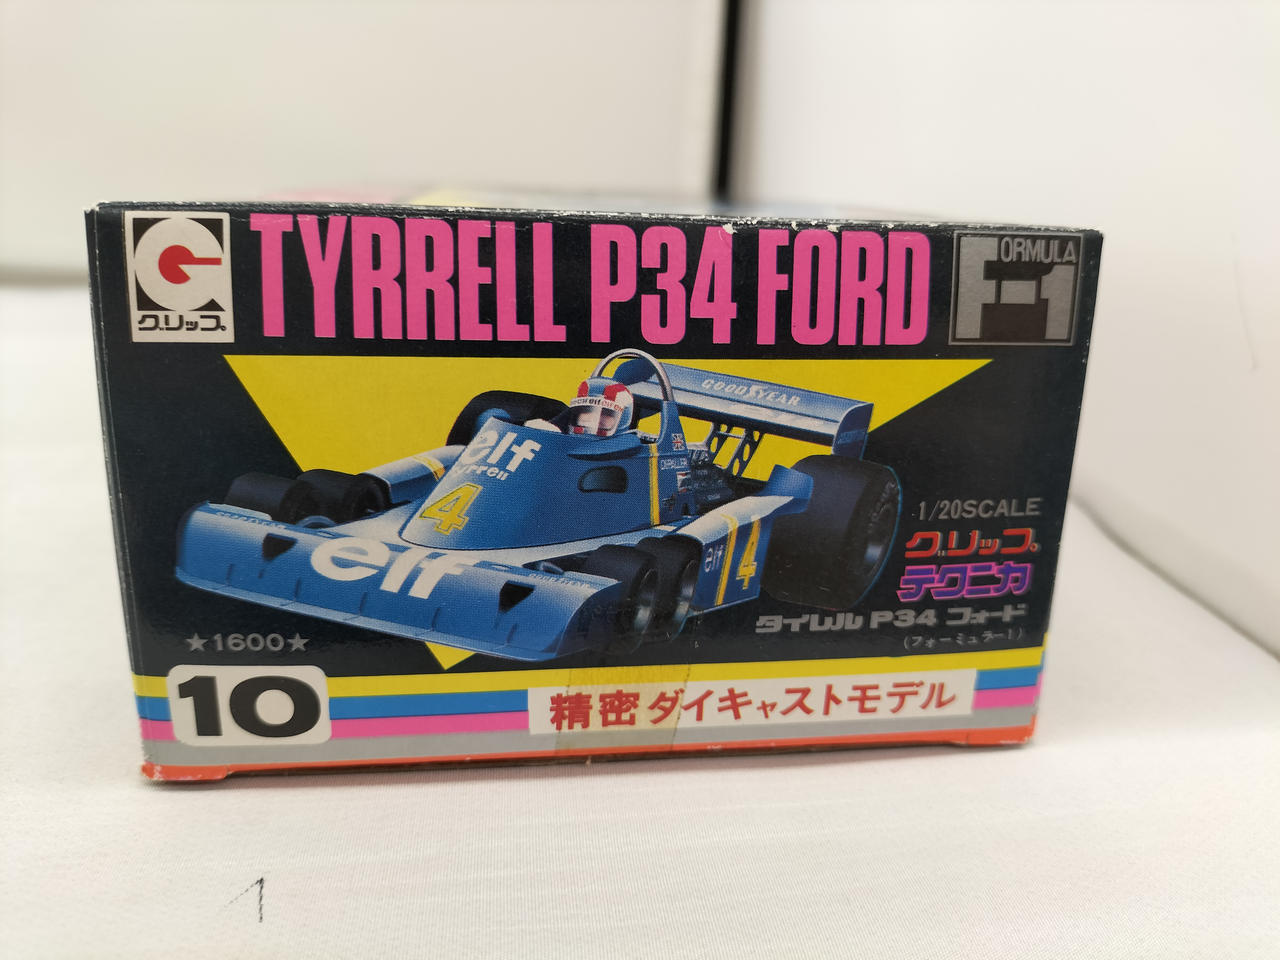 グリップ
TYRRELL P34 FORD
FORMULA
F-1
GOODYEAR
elf
tyrrell
4
elf
elf
4
1/20SCALE
グリップ
テクニカ
タイレル P34 フォード
(フォーミュラー1)
★1600★
10
精密ダイキャストモデル
1